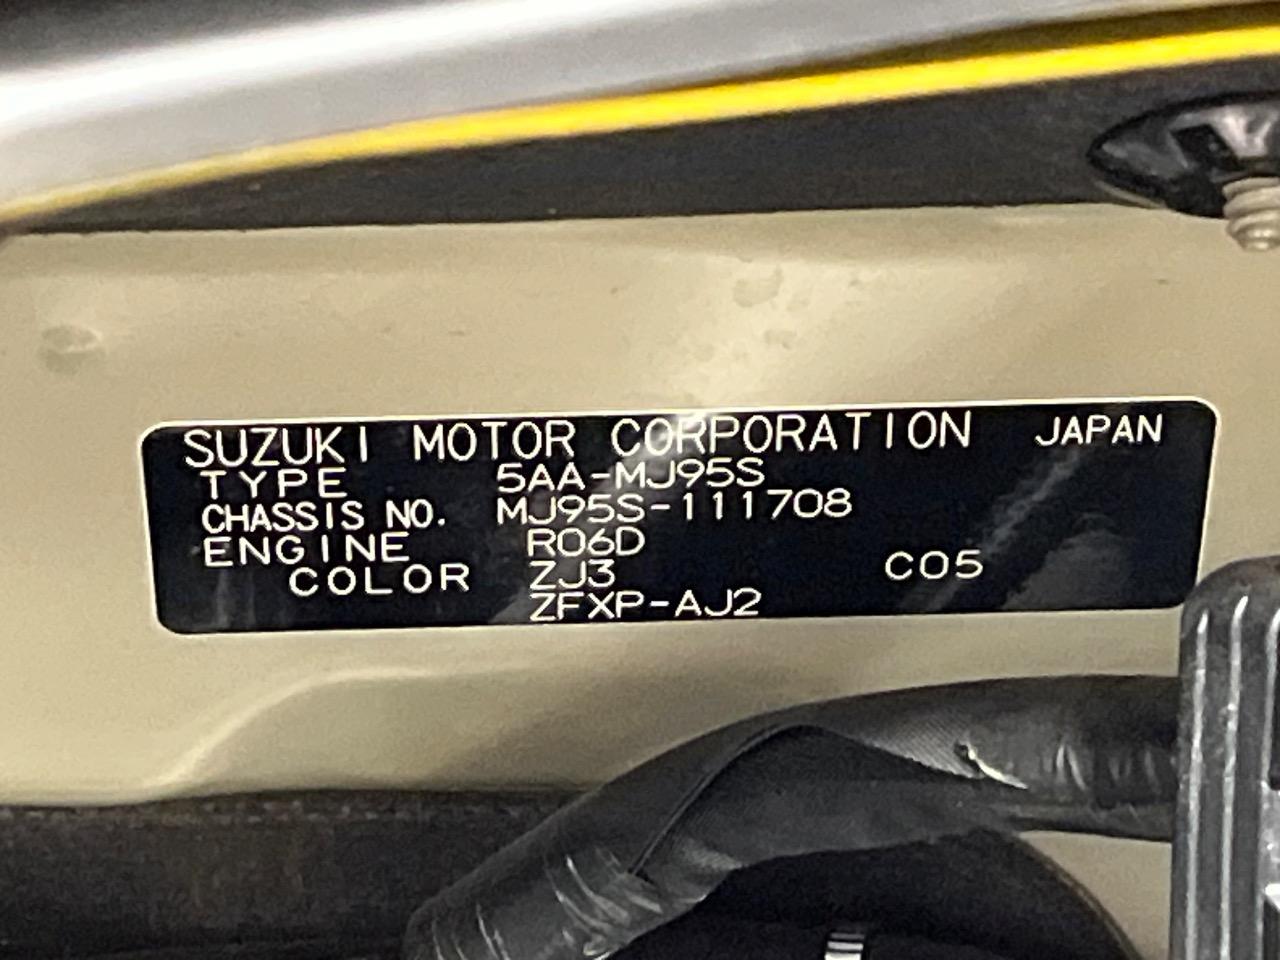 SUZUKI MOTOR CORPORATION JAPAN
TYPE 5AA-MJ95S
CHASSIS NO. MJ95S-111708
ENGINE R06D
COLOR ZJ3 C05
ZFXP-AJ2